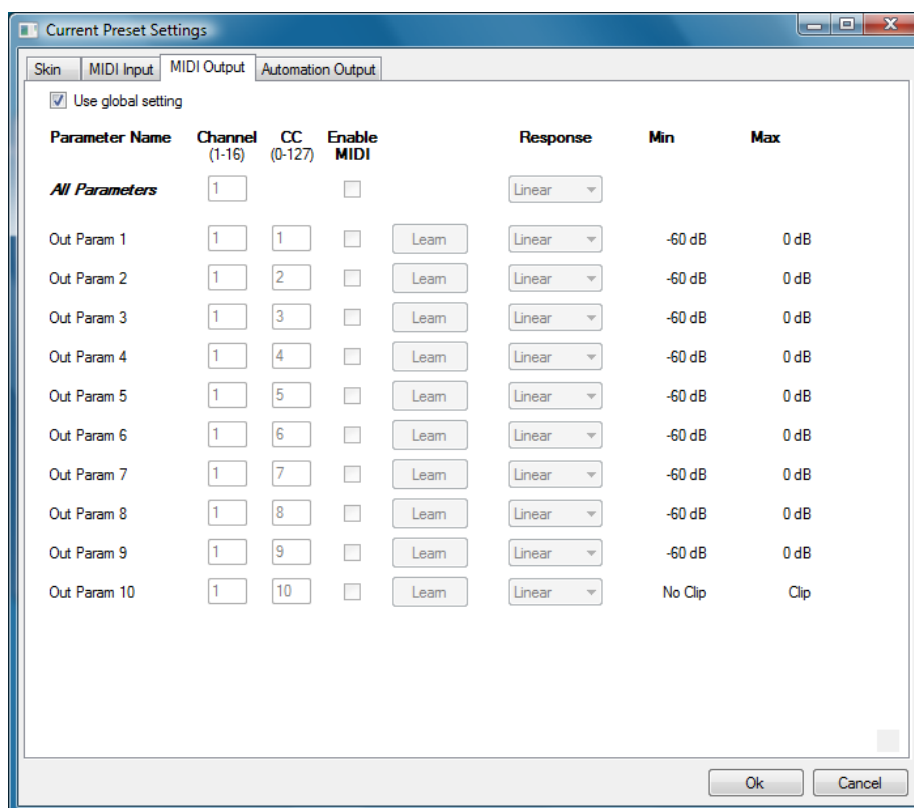 Current Preset Settings
Skin MIDI Input MIDI Output Automation Output
Use global setting
Parameter Name Channel CC Enable Response Min Max
(1-16) (0-127) MIDI
All Parameters 1 Linear
Out Param 1 1 1 Learn Linear -60 dB 0 dB
Out Param 2 1 2 Learn Linear -60 dB 0 dB
Out Param 3 1 3 Learn Linear -60 dB 0 dB
Out Param 4 1 4 Learn Linear -60 dB 0 dB
Out Param 5 1 5 Learn Linear -60 dB 0 dB
Out Param 6 1 6 Learn Linear -60 dB 0 dB
Out Param 7 1 7 Learn Linear -60 dB 0 dB
Out Param 8 1 8 Learn Linear -60 dB 0 dB
Out Param 9 1 9 Learn Linear -60 dB 0 dB
Out Param 10 1 10 Learn Linear No Clip Clip
Ok Cancel